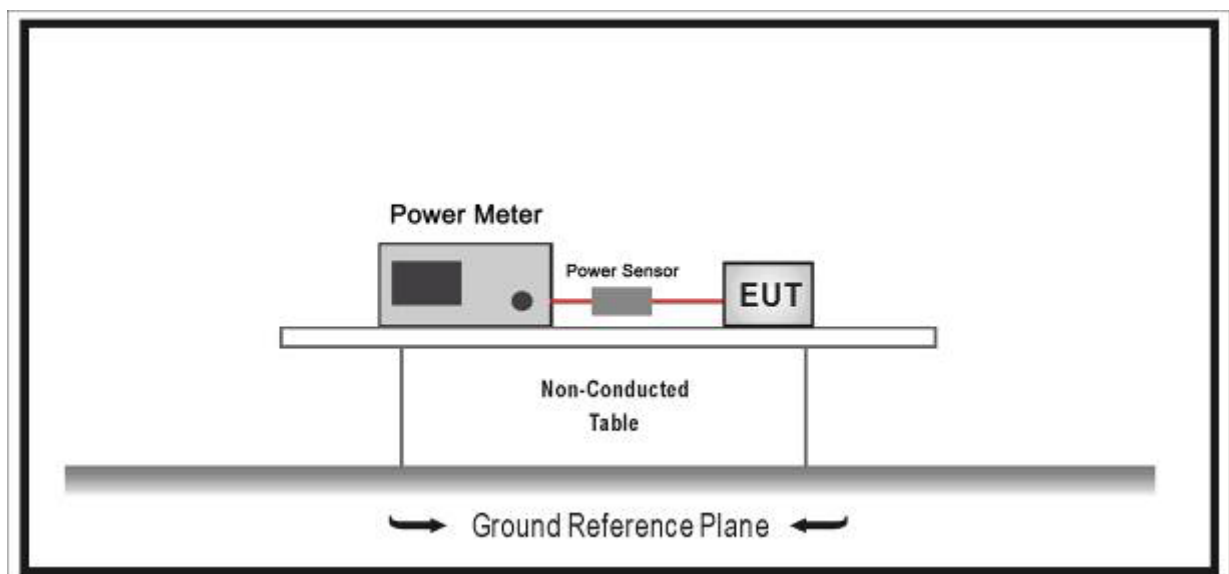 Power Meter
Power Sensor
EUT
Non-Conducted
Table
Ground Reference Plane